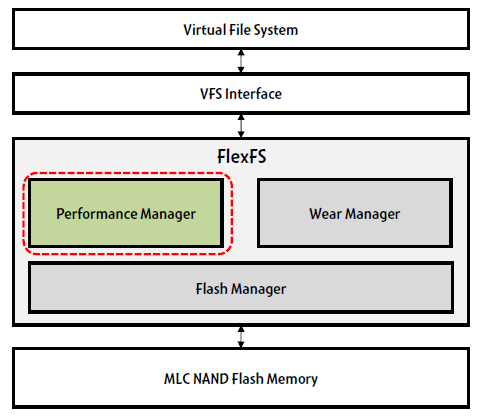 Virtual File System
VFS Interface
FlexFS
Performance Manager
Wear Manager
Flash Manager
MLC NAND Flash Memory